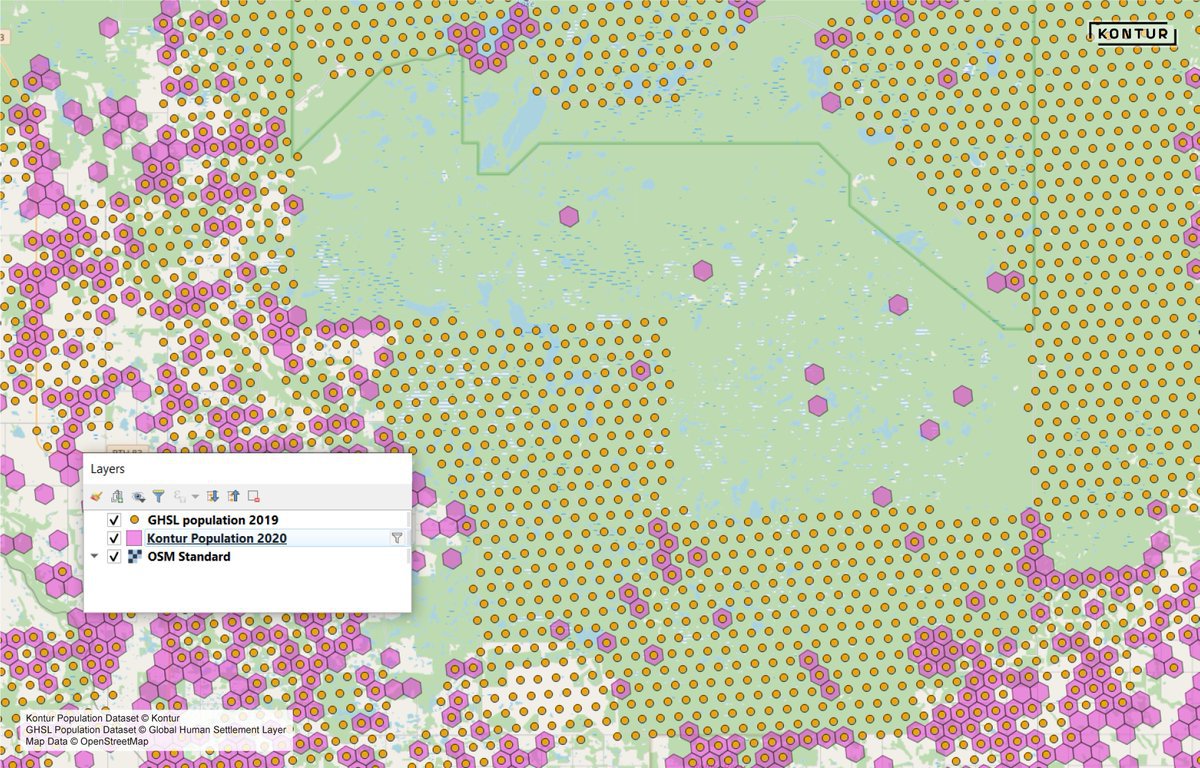 3
KONTUR
Layers
GHSL population 2019
Kontur Population 2020
OSM Standard
Kontur Population Dataset © Kontur
GHSL Population Dataset © Global Human Settlement Layer
Map Data © OpenStreetMap